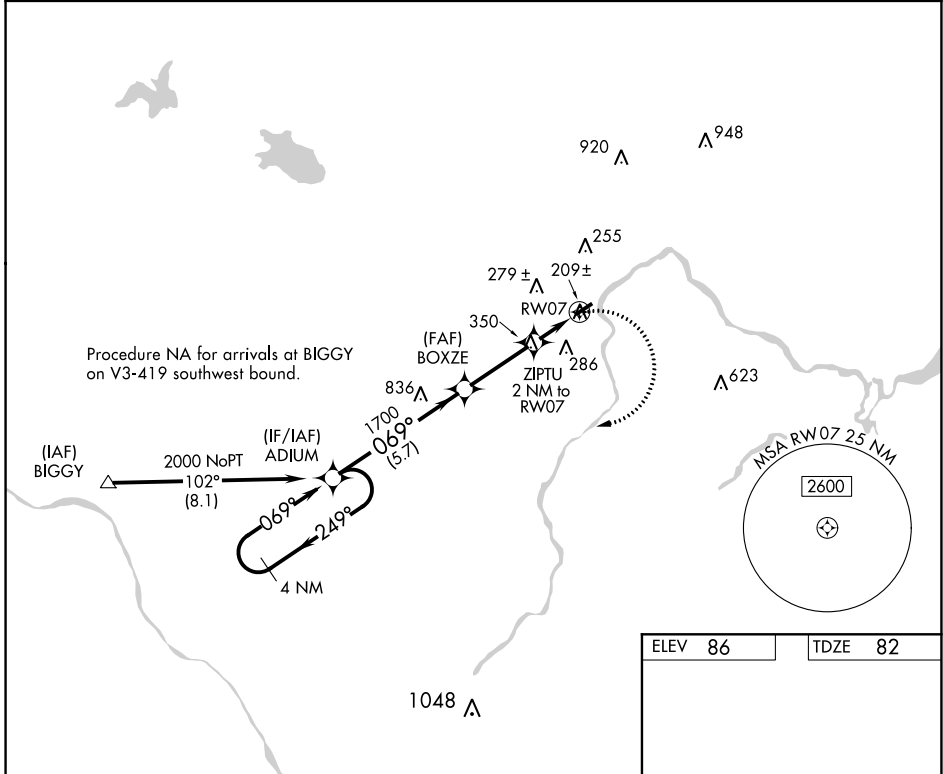 948
920
255
279 ±
209 ±
RW07
350
(FAF)
BOXZE
Procedure NA for arrivals at BIGGY
on V3-419 southwest bound.
286
ZIPTU
2 NM to
RW07
836
623
1700
069°
(5.7)
(IF/IAF)
ADIUM
(IAF)
BIGGY
2000 NoPT
102°
(8.1)
MSA RW07 25 NM
2600
069°
249°
4 NM
ELEV 86
TDZE 82
1048